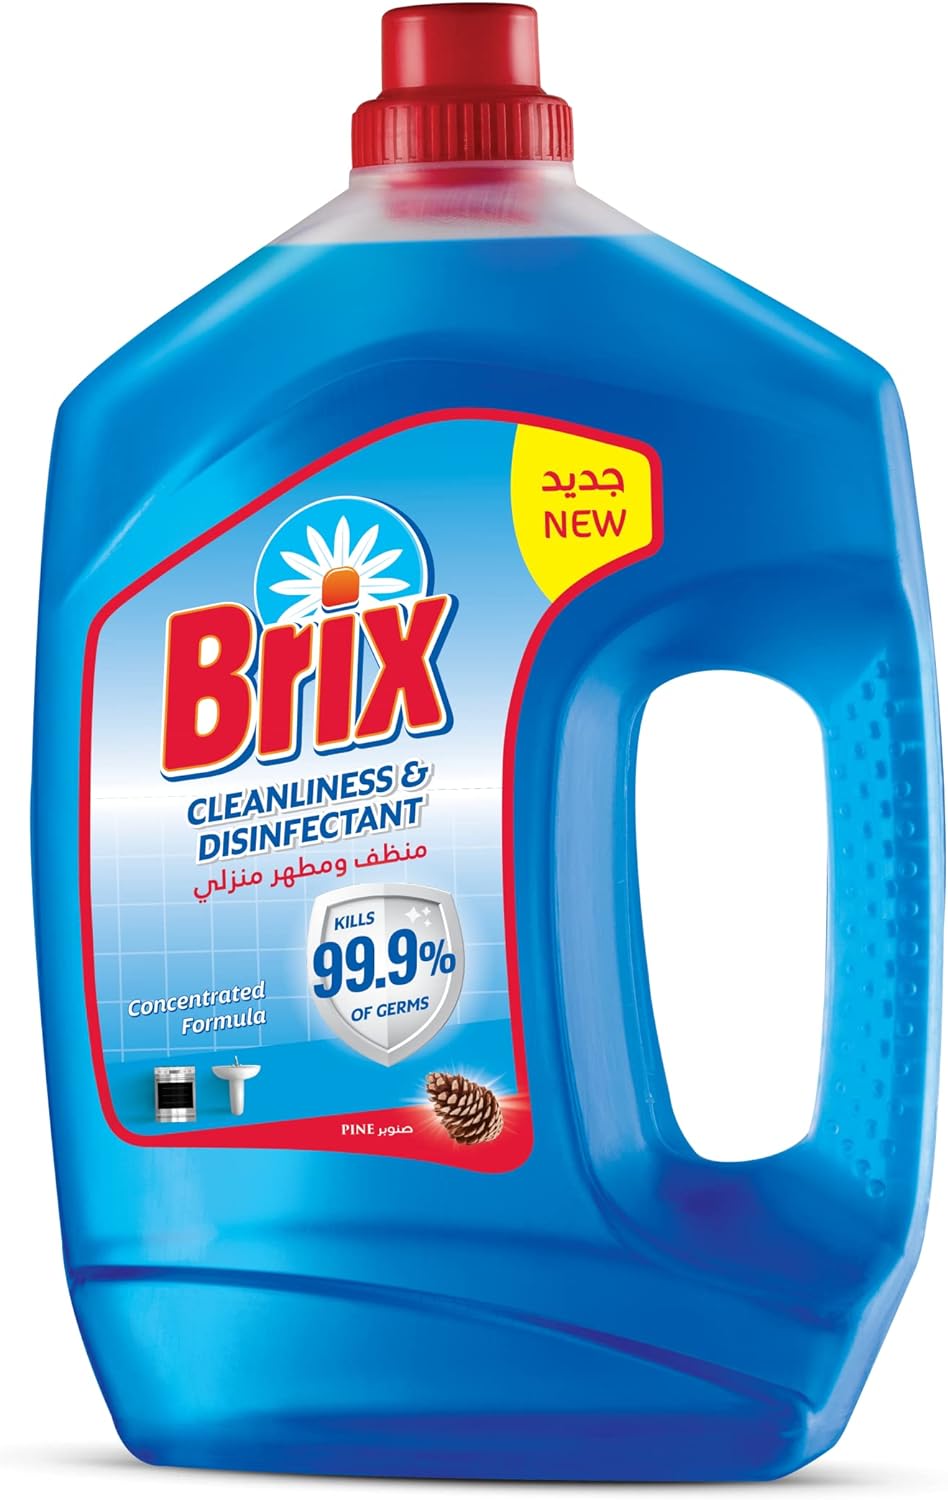 جديد
NEW
Brix
CLEANLINESS &
DISINFECTANT
منظف ومطهر منزلي
KILLS
99.9%
OF GERMS
Concentrated
Formula
PINE صنوبر